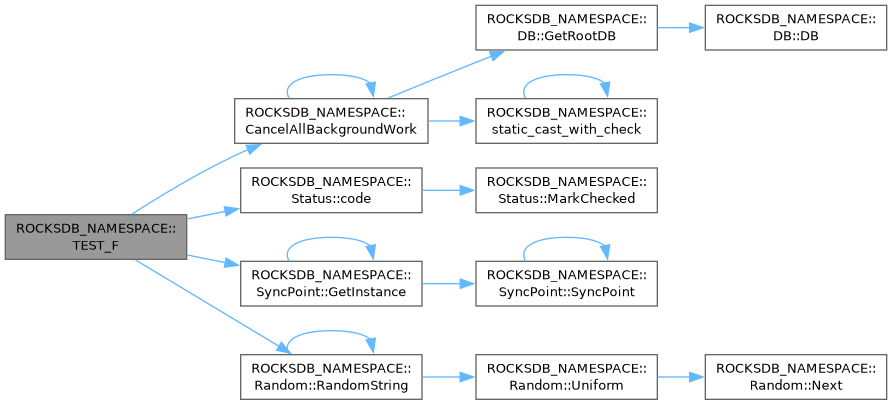 ROCKSDB_NAMESPACE::
TEST_F
ROCKSDB_NAMESPACE::
CancelAllBackgroundWork
ROCKSDB_NAMESPACE::
DB::GetRootDB
ROCKSDB_NAMESPACE::
DB::DB
ROCKSDB_NAMESPACE::
static_cast_with_check
ROCKSDB_NAMESPACE::
Status::code
ROCKSDB_NAMESPACE::
Status::MarkChecked
ROCKSDB_NAMESPACE::
SyncPoint::GetInstance
ROCKSDB_NAMESPACE::
SyncPoint::SyncPoint
ROCKSDB_NAMESPACE::
Random::RandomString
ROCKSDB_NAMESPACE::
Random::Uniform
ROCKSDB_NAMESPACE::
Random::Next